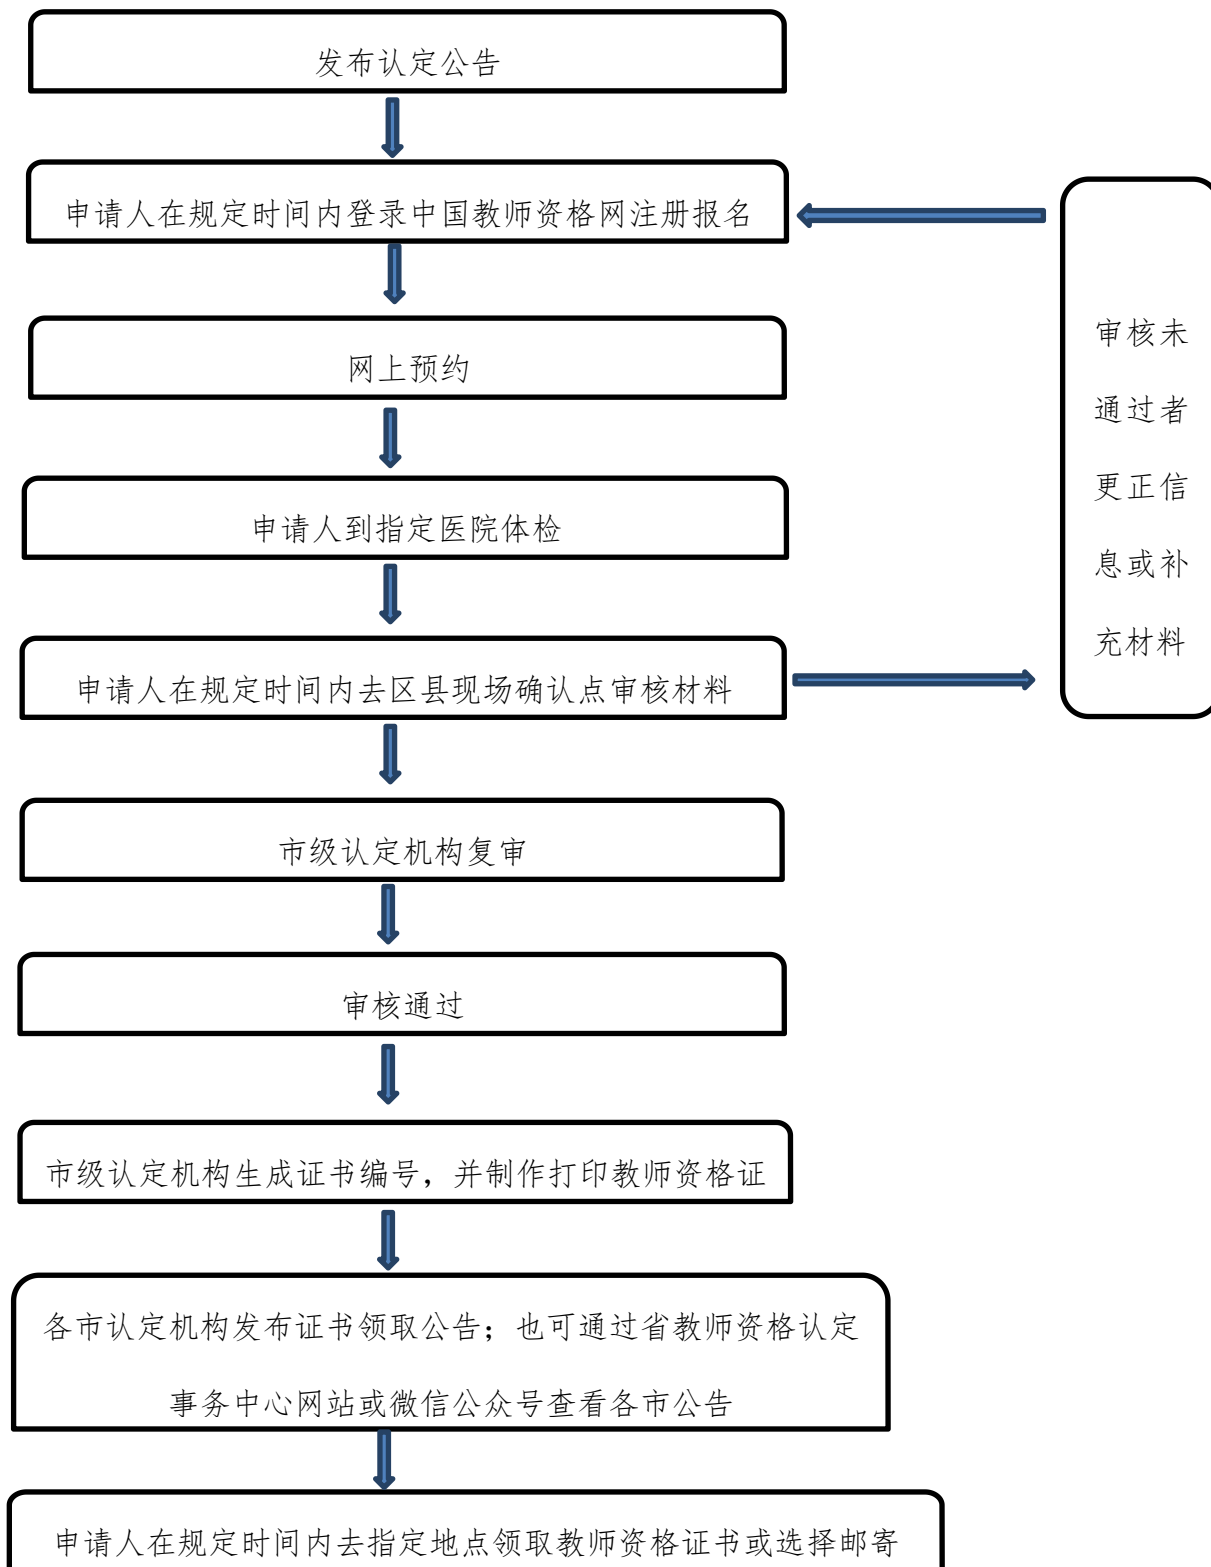 发布认定公告
申请人在规定时间内登录中国教师资格网注册报名
网上预约
申请人到指定医院体检
申请人在规定时间内去区县现场确认点审核材料
审核未
通过者
更正信
息或补
充材料
市级认定机构复审
审核通过
市级认定机构生成证书编号，并制作打印教师资格证
各市认定机构发布证书领取公告；也可通过省教师资格认定
事务中心网站或微信公众号查看各市公告
申请人在规定时间内去指定地点领取教师资格证书或选择邮寄